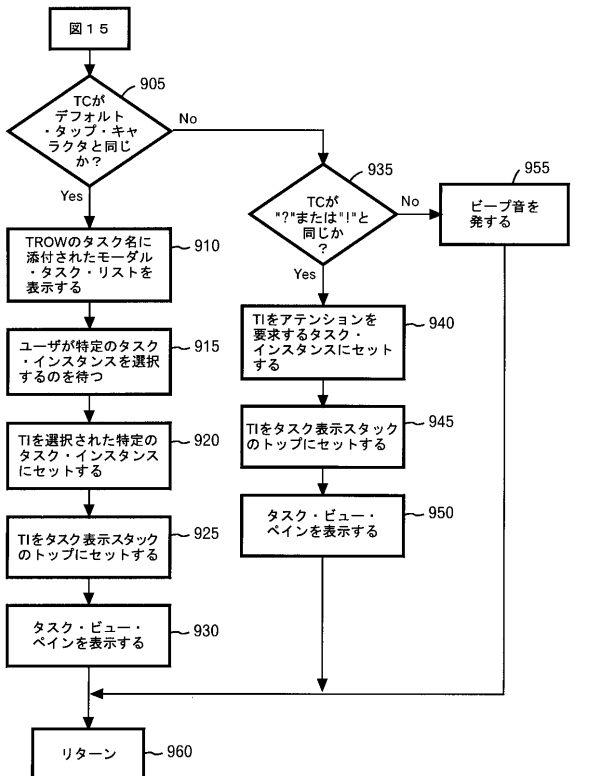 図15
905
TCが
デフォルト
・タップ・キャ
ラクタと同じ
か?
No
Yes
935
TCが
"?"または"!"と
同じか
?
No
Yes
955
ビープ音を
発する
910
TROWのタスク名に
添付されたモーダル
・タスク・リストを
表示する
915
ユーザが特定のタスク
・インスタンスを選択
するのを待つ
920
TIを選択された特定の
タスク・インスタンス
にセットする
925
TIをタスク表示スタック
のトップにセットする
930
タスク・ビュー・
ペインを表示する
940
TIをアテンションを
要求するタスク・
インスタンスにセット
する
945
TIをタスク表示スタック
のトップにセットする
950
タスク・ビュー・
ペインを表示する
リターン
960